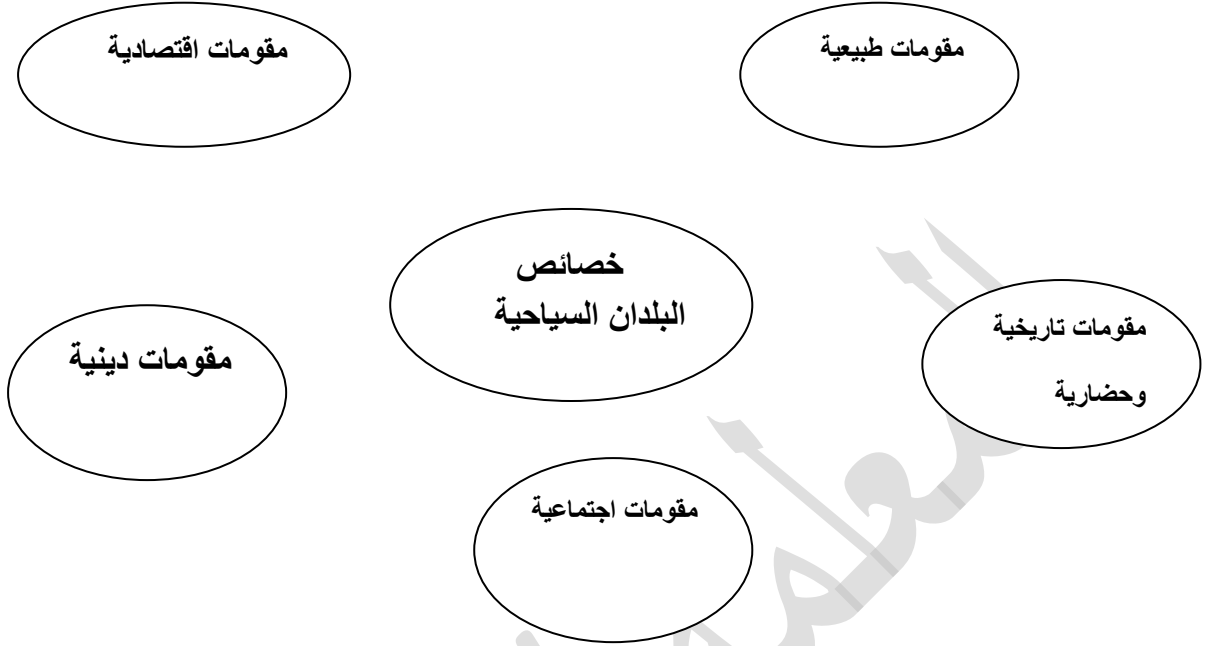 مقومات طبيعية
مقومات اقتصادية
خصائص
البلدان السياحية
مقومات تاريخية
وحضارية
مقومات دينية
مقومات اجتماعية